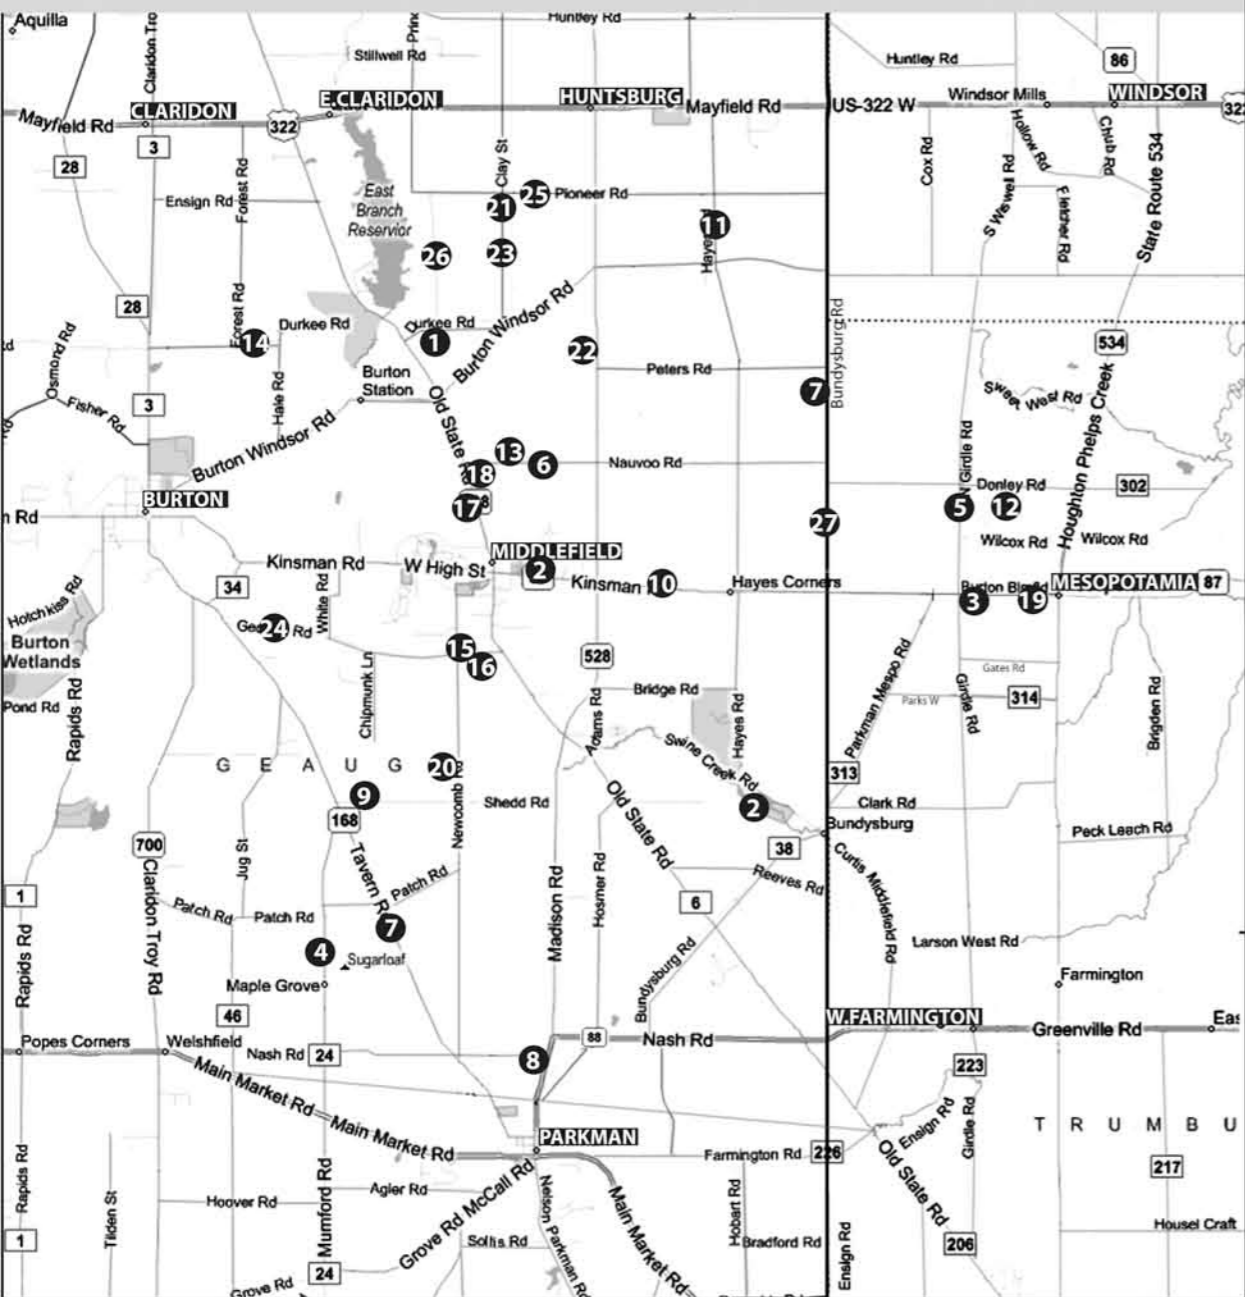 Aquilla
Claridon Tro
Princ
Huntley Rd
Stillwell Rd
Huntley Rd
86
CLARIDON
E.CLARIDON
HUNTSBURG
Mayfield Rd
US-322 W
Windsor Mills
WINDSOR
322
Mayfield Rd
322
3
28
Forest Rd
Clay St
Cox Rd
Hollow Rd
Chub Rd
State Route 534
S Wiswell Rd
Fletcher Rd
Ensign Rd
East
Branch
Reservior
25
Pioneer Rd
21
11
26
23
28
Forest Rd
Durkee Rd
Durkee Rd
1
Burton Windsor Rd
Bundysburg Rd
14
22
534
Osmond Rd
Burton
Station
Peters Rd
7
Sweet West Rd
3
Fisher Rd
Hale Rd
Old State R
Burton Windsor Rd
13
6
Nauvoo Rd
N Girdle Rd
Houghton Phelps Creek
18
Donley Rd
302
BURTON
17
8
5
12
n Rd
27
Wilcox Rd
Wilcox Rd
MIDDLEFIELD
Kinsman Rd
W High St
2
Kinsman
10
Hayes Corners
MESOPOTAMIA
87
34
White Rd
3
19
Hotchkiss Rd
24
Rd
Burton
Wetlands
15
16
528
Gates Rd
Pond Rd
Rapids Rd
Chipmunk Ln
Bridge Rd
Parkman Mespo Rd
Parks W
314
Girdle Rd
Brigden Rd
Adams Rd
Hayes Rd
Swine Creek Rd
G E A U G
20
313
9
Newcomb
Shedd Rd
2
Clark Rd
168
Old State Rd
Bundysburg
Peck Leach Rd
700
38
Jug St
Tavern R
Patch Rd
Madison Rd
Hosmer Rd
Reeves Rd
Curtis Middlefield Rd
1
Claridon Troy Rd
Patch Rd
Patch Rd
7
6
4
Sugarloaf
Bundysburg Rd
Larson West Rd
Rapids Rd
Maple Grove
Farmington
46
W.FARMINGTON
Eas
Popes Corners
Welshfield
Nash Rd
24
8
88
Nash Rd
Greenville Rd
Main Market Rd
Main Market Rd
223
Ensign Rd
Girdle Rd
T R U M B U
PARKMAN
Farmington Rd
226
217
Rapids Rd
Tilden St
Hoover Rd
Mumford Rd
Agler Rd
Grove Rd McCall Rd
Nelson Parkman Rd
Main Market Rd
Hobart Rd
Old State Rd
Housel Craft
1
Sollis Rd
Bradford Rd
Ensign Rd
206
24
Grove Rd